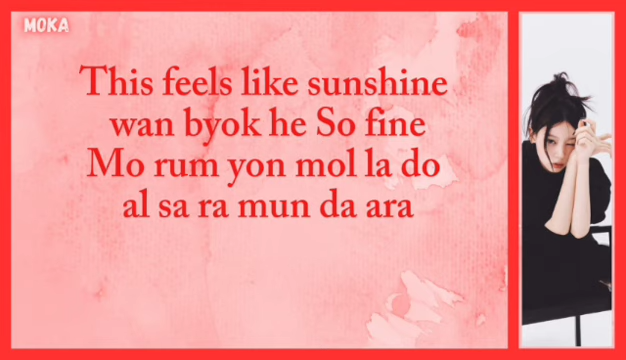 MOKA
This feels like sunshine
wan byok he So fine
Mo rum yon mol la do
al sa ra mun da ara